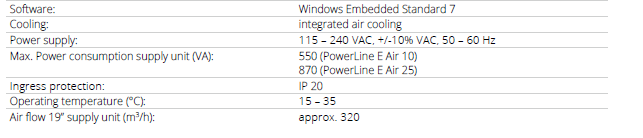 Software: Windows Embedded Standard 7
Cooling: integrated air cooling
Power supply: 115 – 240 VAC, +/-10% VAC, 50 – 60 Hz
Max. Power consumption supply unit (VA): 550 (PowerLine E Air 10)
870 (PowerLine E Air 25)
Ingress protection: IP 20
Operating temperature (°C): 15 – 35
Air flow 19" supply unit (m³/h): approx. 320